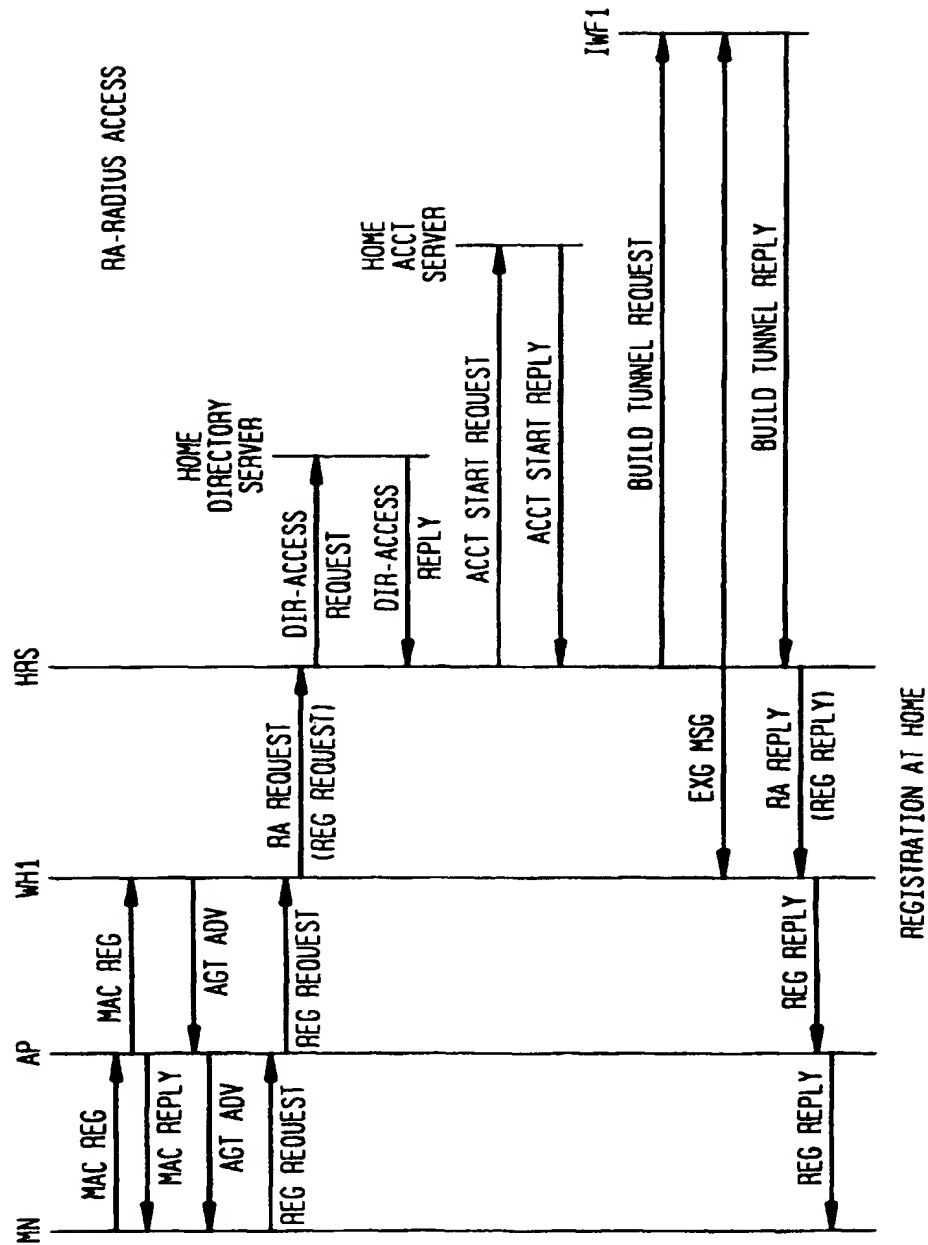 RA-RADIUS ACCESS
MN
AP
WH1
HRS
HOME
DIRECTORY
SERVER
HOME
ACCT
SERVER
IWF1
MAC REG
MAC REG
MAC REPLY
AGT ADV
AGT ADV
REG REQUEST
REG REQUEST
RA REQUEST
(REG REQUEST)
DIR-ACCESS
REQUEST
DIR-ACCESS
REPLY
ACCT START REQUEST
ACCT START REPLY
BUILD TUNNEL REQUEST
EXG MSG
BUILD TUNNEL REPLY
RA REPLY
(REG REPLY)
REG REPLY
REG REPLY
REGISTRATION AT HOME